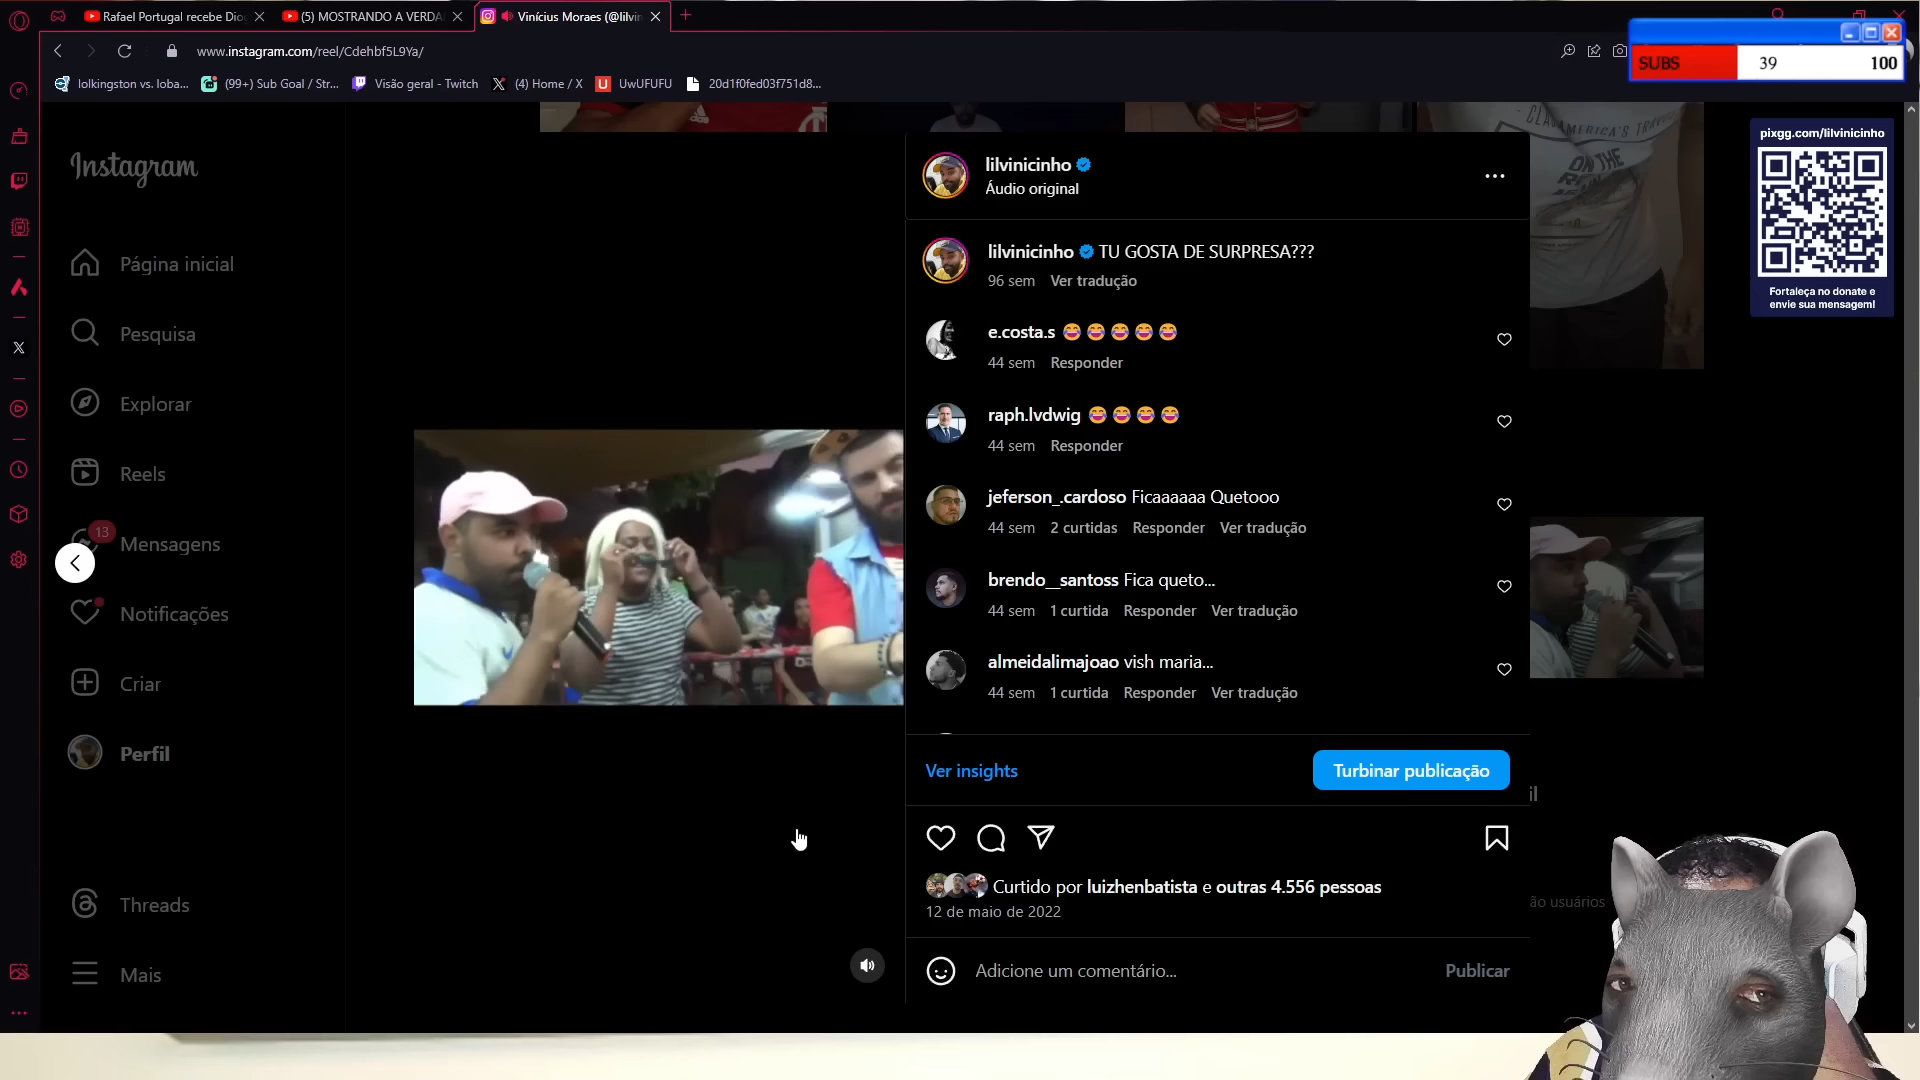 Rafael Portugal recebe Dio
(5) MOSTRANDO A VERDA
Vinícius Moraes (@lilvin
www.instagram.com/reel/Cdehbf5L9Ya/
lolkingston vs. loba...
(99+) Sub Goal / Str...
Visão geral - Twitch
(4) Home / X
UwUFUFU
20d1f0fed03f751d8...
SUBS 39 100
pixgg.com/lilvinicinho
Fortaleça no donate e
envie sua mensagem!
Instagram
Página inicial
Pesquisa
Explorar
Reels
13
Mensagens
Notificações
Criar
Perfil
Threads
Mais
lilvinicinho
Áudio original
lilvinicinho TU GOSTA DE SURPRESA???
96 sem Ver tradução
e.costa.s 😂😂😂😂😂
44 sem Responder
raph.lvdwig 😂😂😂😂
44 sem Responder
jeferson_.cardoso Ficaaaaaa Quetooo
44 sem 2 curtidas Responder Ver tradução
brendo__santoss Fica queto...
44 sem 1 curtida Responder Ver tradução
almeidalimajoao vish maria...
44 sem 1 curtida Responder Ver tradução
Ver insights
Turbinar publicação
Curtido por luizhenbatista e outras 4.556 pessoas
12 de maio de 2022
Adicione um comentário...
Publicar
ão usuários
ON THE